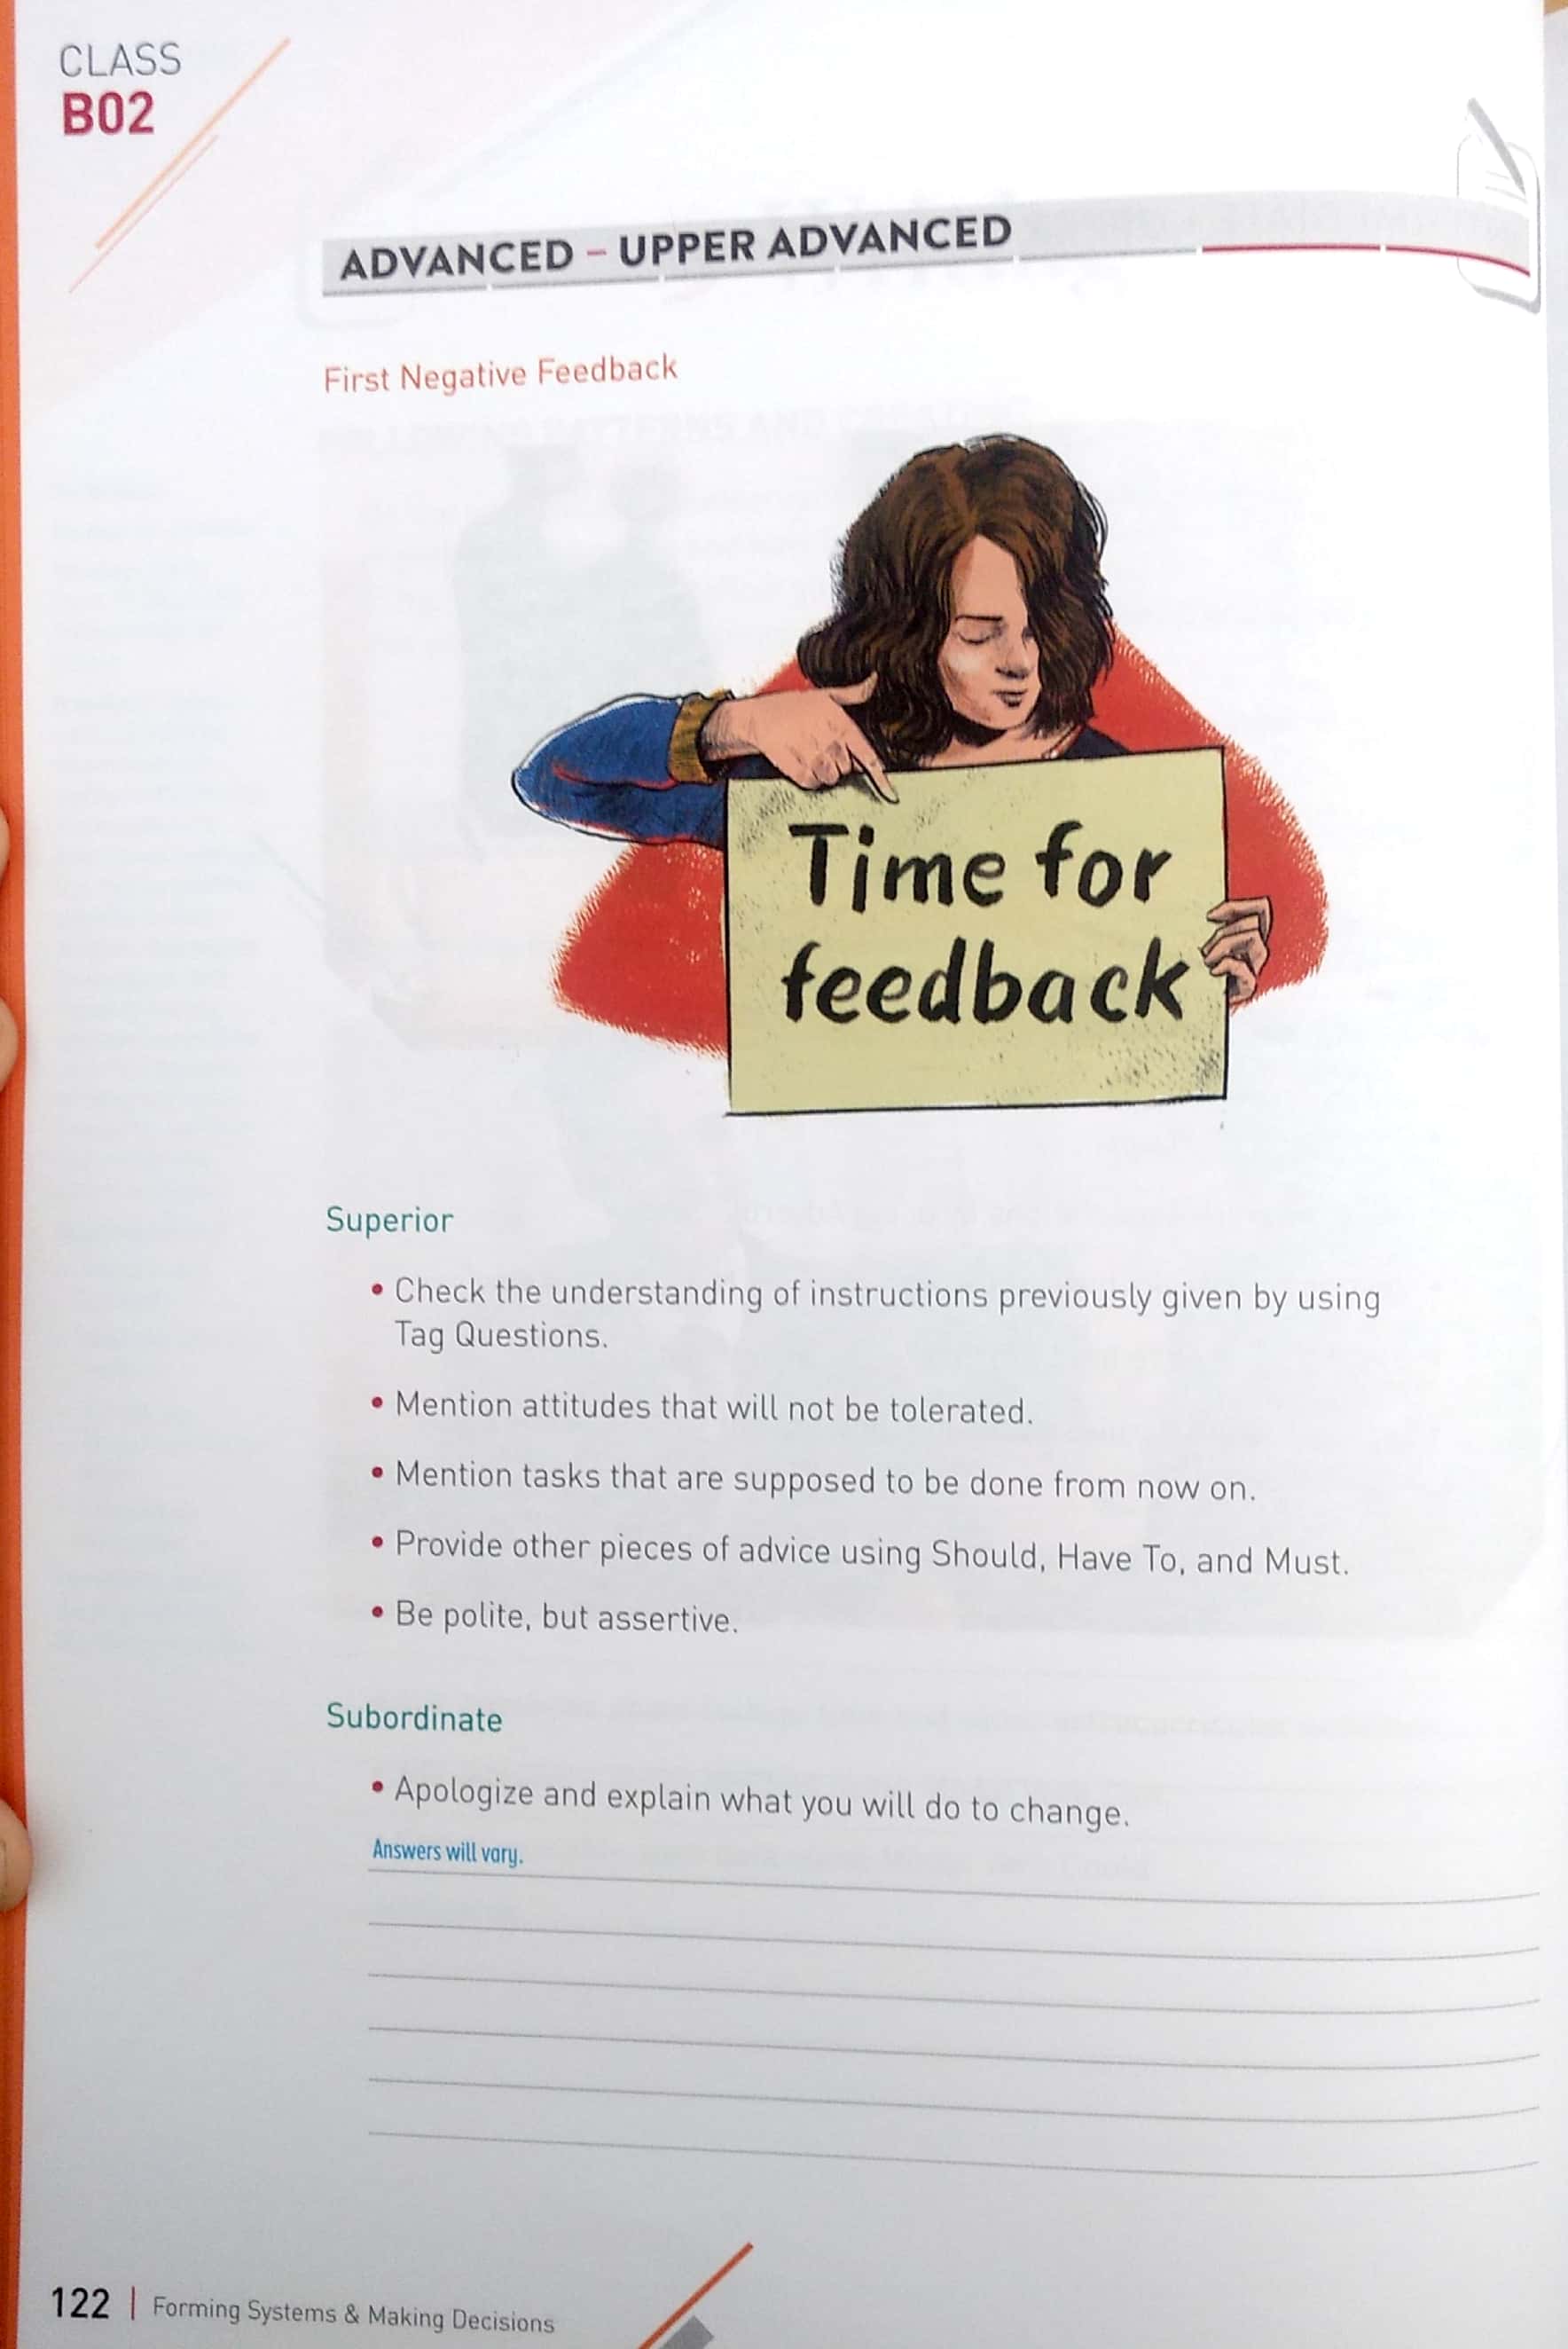 CLASS
B02
ADVANCED – UPPER ADVANCED
First Negative Feedback
Time for
feedback
Superior
• Check the understanding of instructions previously given by using
Tag Questions.
• Mention attitudes that will not be tolerated.
• Mention tasks that are supposed to be done from now on.
• Provide other pieces of advice using Should, Have To, and Must.
• Be polite, but assertive.
Subordinate
• Apologize and explain what you will do to change.
Answers will vary.
122 | Forming Systems & Making Decisions